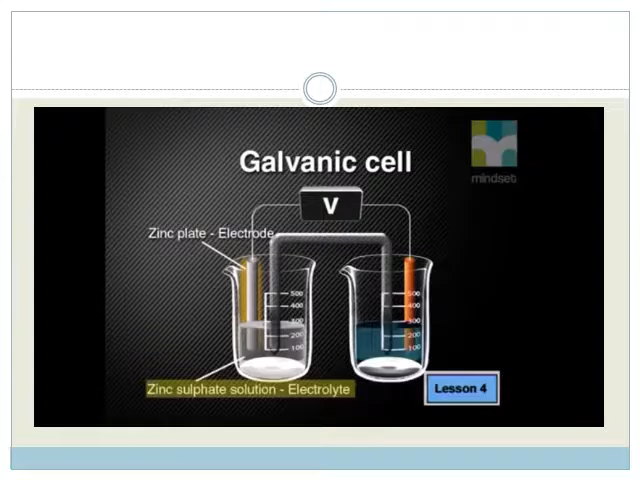 mindset
Galvanic cell
V
Zinc plate - Electrode
500
400
300
200
100
500
400
300
200
100
Zinc sulphate solution - Electrolyte
Lesson 4